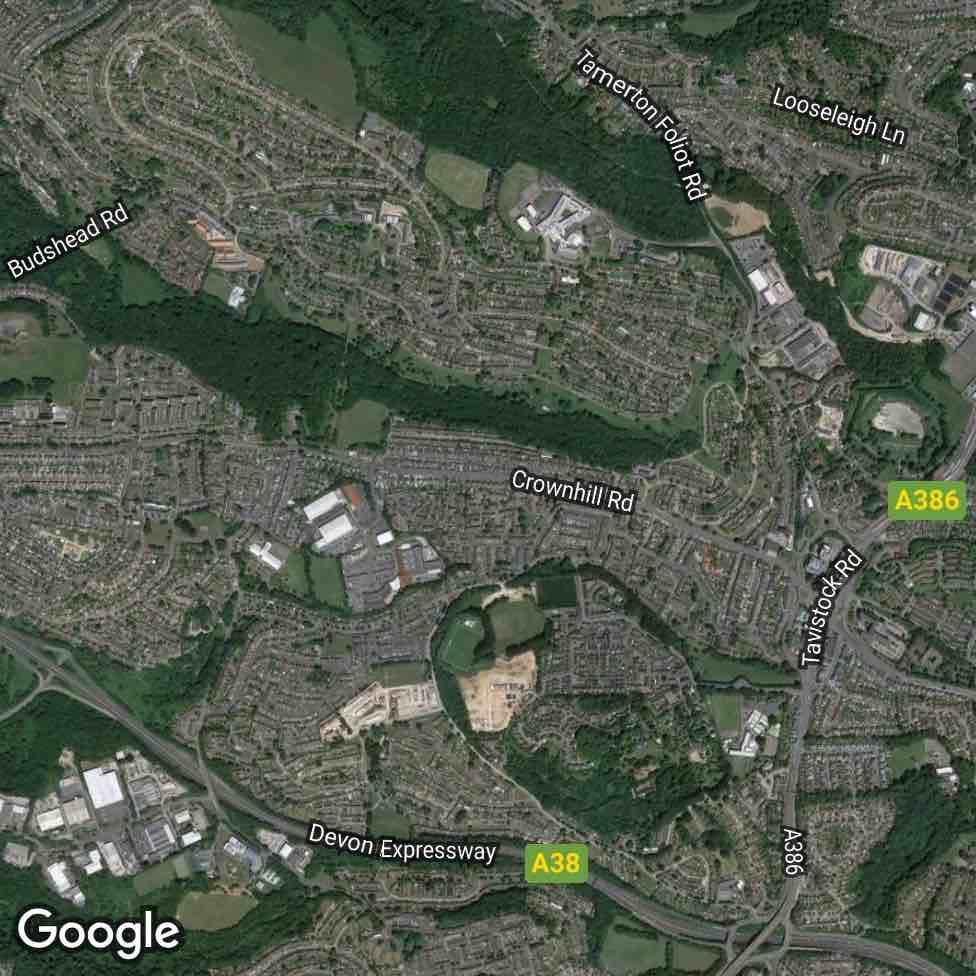 Tamerton Foliot Rd
Looseleigh Ln
Budshead Rd
Crownhill Rd
A386
Tavistock Rd
Devon Expressway
A38
A386
Google